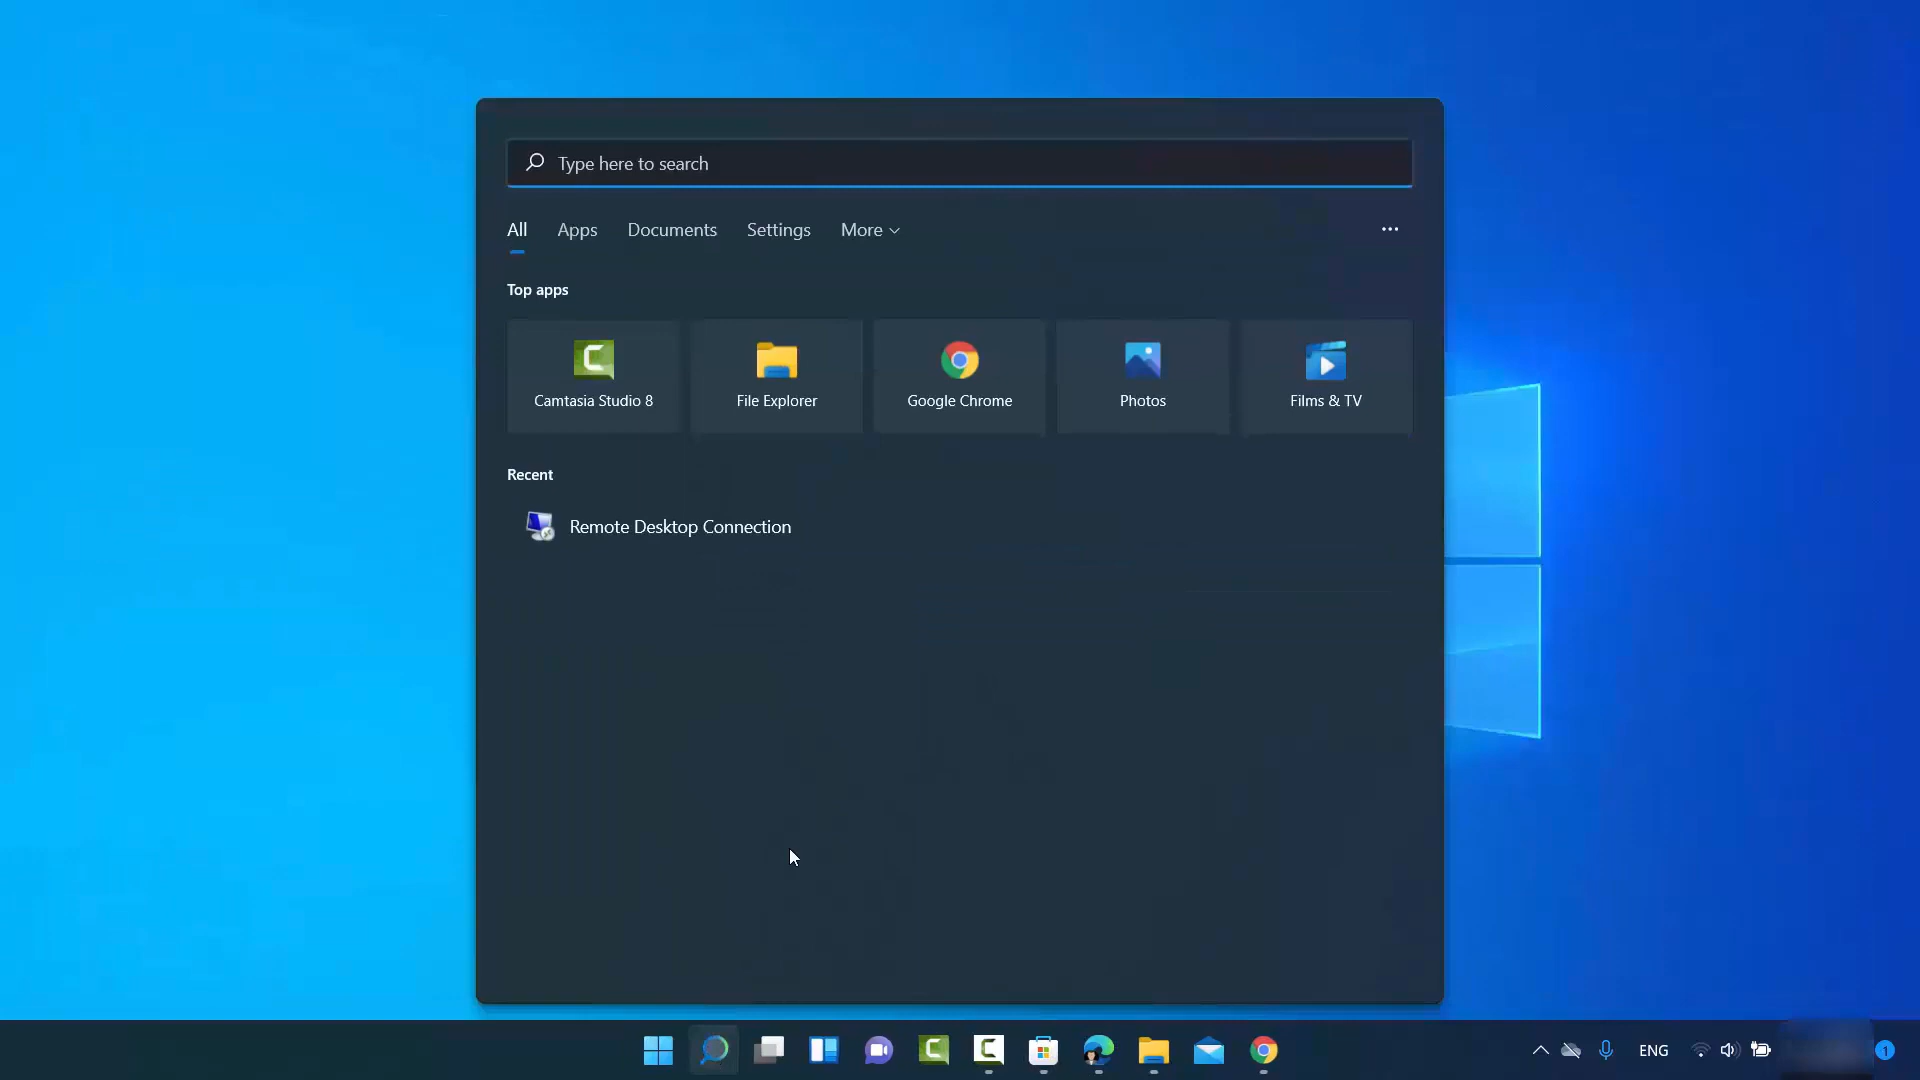 Type here to search
All Apps Documents Settings More
Top apps
Camtasia Studio 8 File Explorer Google Chrome Photos Films & TV
Recent
Remote Desktop Connection
ENG 1